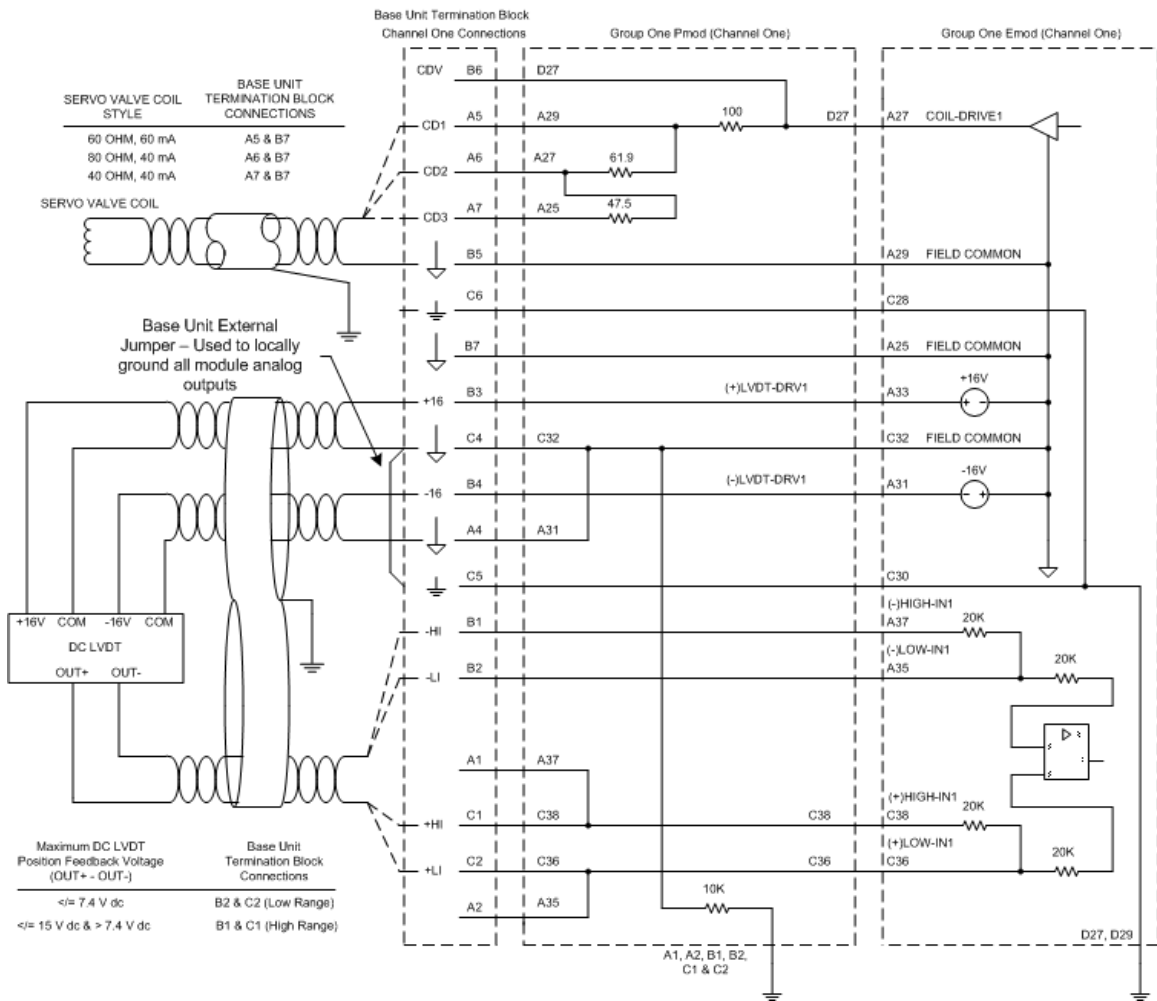 Base Unit Termination Block
Channel One Connections
Group One Pmod (Channel One)
Group One Emod (Channel One)
SERVO VALVE COIL STYLE
BASE UNIT TERMINATION BLOCK CONNECTIONS
60 OHM, 60 mA A5 & B7
80 OHM, 40 mA A6 & B7
40 OHM, 40 mA A7 & B7
SERVO VALVE COIL
CDV B6 D27
CD1 A5 A29 100 D27 A27 COIL-DRIVE1
CD2 A6 A27 61.9
CD3 A7 A25 47.5
B5 A29 FIELD COMMON
C6 C28
B7 A25 FIELD COMMON
Base Unit External
Jumper – Used to locally
ground all module analog
outputs
+16 B3 (+)LVDT-DRV1 A33 +16V
+ -
C4 C32 C32 FIELD COMMON
-16 B4 (-)LVDT-DRV1 A31 -16V
- +
A4 A31
C5 C30
+16V COM -16V COM
DC LVDT
OUT+ OUT-
(-)HIGH-IN1
-HI B1 A37 20K
(-)LOW-IN1
-LI B2 A35 20K
A1 A37
(+)HIGH-IN1
+HI C1 C38 C38 C38 20K
(+)LOW-IN1
+LI C2 C36 C36 C36 20K
A2 A35 10K
Maximum DC LVDT
Position Feedback Voltage
(OUT+ - OUT-)
Base Unit
Termination Block
Connections
</= 7.4 V dc B2 & C2 (Low Range)
</= 15 V dc & > 7.4 V dc B1 & C1 (High Range)
A1, A2, B1, B2,
C1 & C2
D27, D29